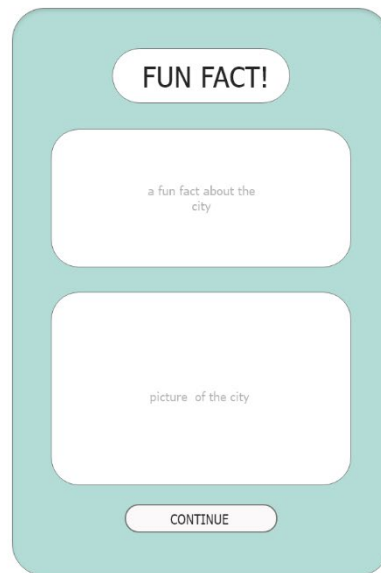 FUN FACT!
a fun fact about the
city
picture of the city
CONTINUE